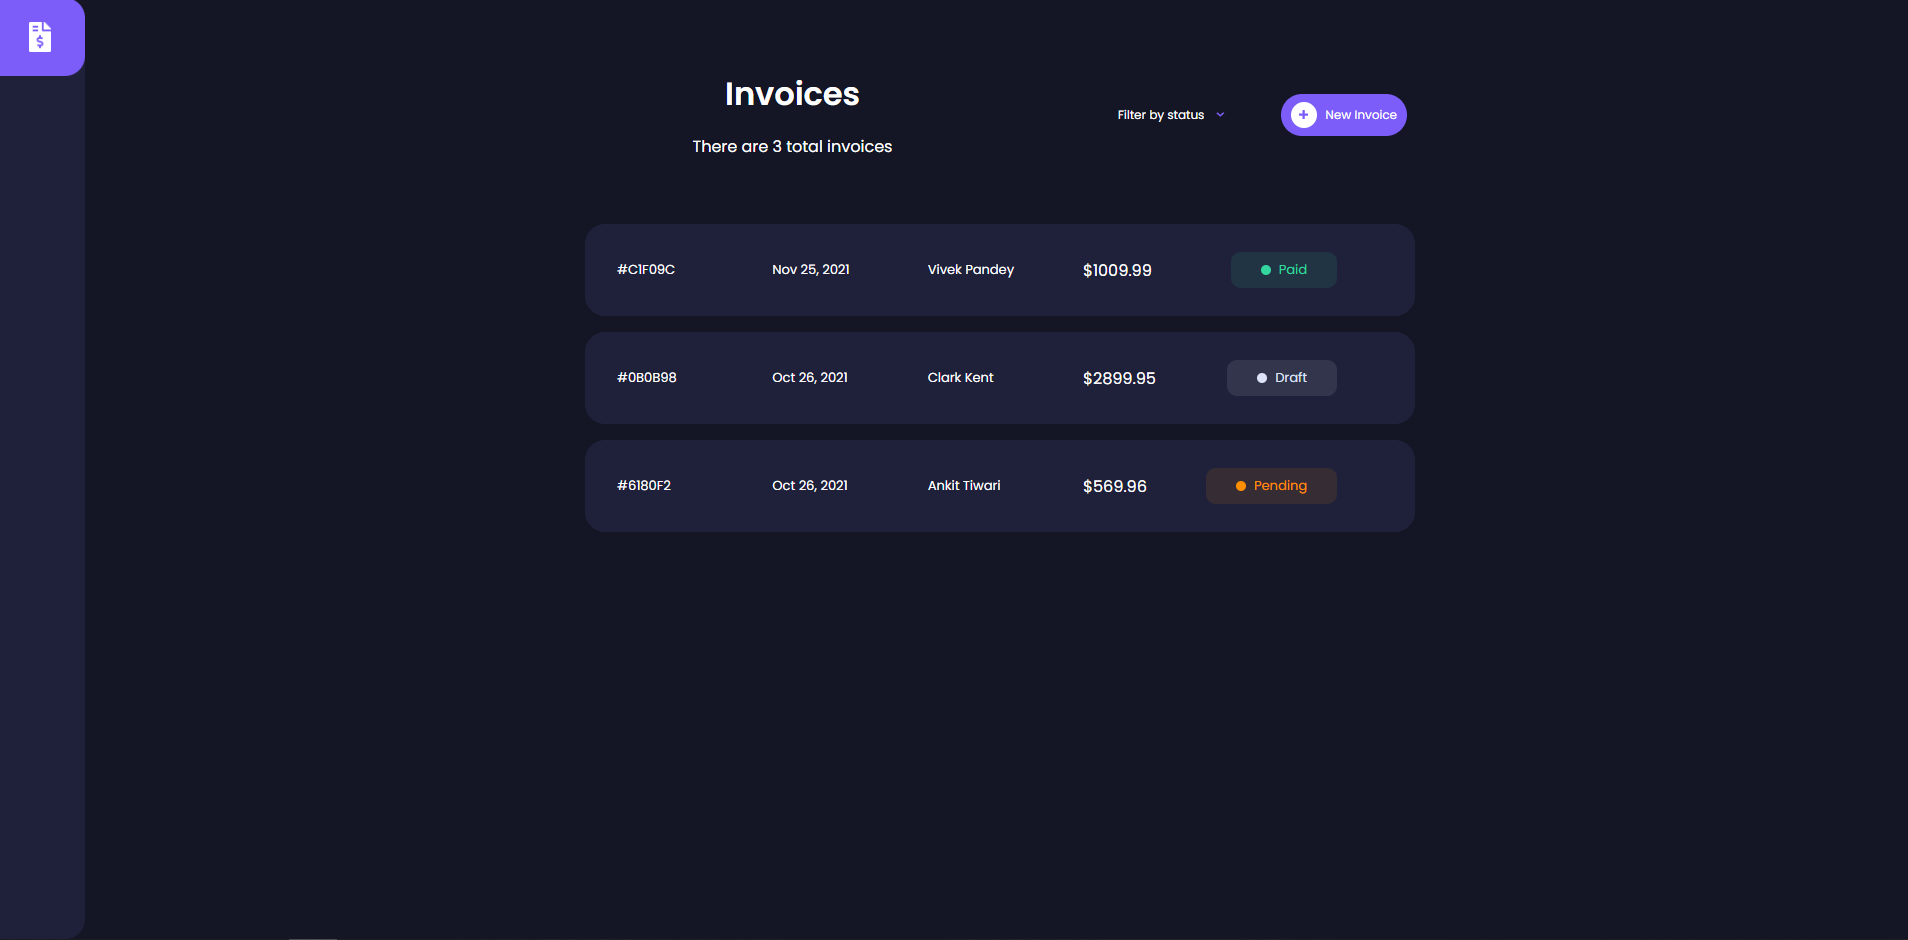 Invoices
There are 3 total invoices
Filter by status
New Invoice
#C1F09C Nov 25, 2021 Vivek Pandey $1009.99 Paid
#0B0B98 Oct 26, 2021 Clark Kent $2899.95 Draft
#6180F2 Oct 26, 2021 Ankit Tiwari $569.96 Pending